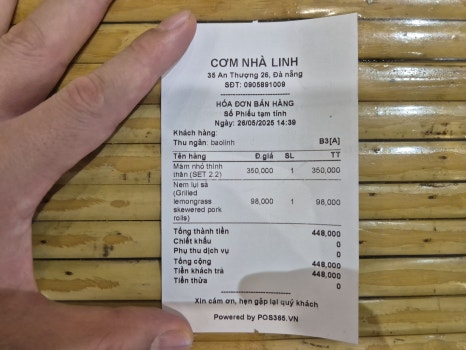 CƠM NHÀ LINH
35 An Thượng 26, Đà nẵng
SĐT: 0905891009
HÓA ĐƠN BÁN HÀNG
Số Phiếu tạm tính
Ngày: 26/05/2025 14:39
Khách hàng:
Thu ngân: baolinh B3[A]
Tên hàng Đ.giá SL TT
Mâm nhỏ thịnh 350,000 1 350,000
(SET 2.2)
Nem lụi sả
(Grilled
lemongrass 98,000 1 98,000
skewered pork
rolls)
Tổng thành tiền 448,000
Chiết khấu 0
Phụ thu dịch vụ 0
Tổng cộng 448,000
Tiền khách trả 448,000
Tiền thừa 0
Xin cảm ơn, hẹn gặp lại quý khách
Powered by POS365.VN